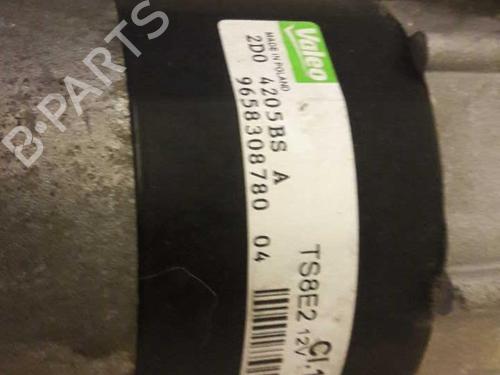 Valeo
MADE IN POLAND
2D0 4205BS A
9658308780 04
TS8E2 12V
B-PARTS